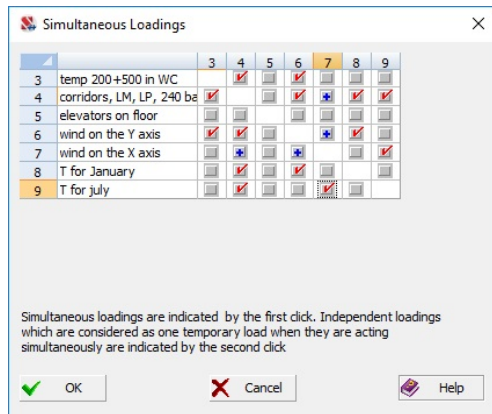 Simultaneous Loadings
3 4 5 6 7 8 9
3 temp 200+500 in WC
4 corridors, LM, LP, 240 ba
5 elevators on floor
6 wind on the Y axis
7 wind on the X axis
8 T for January
9 T for july
Simultaneous loadings are indicated by the first click. Independent loadings
which are considered as one temporary load when they are acting
simultaneously are indicated by the second click
OK Cancel Help